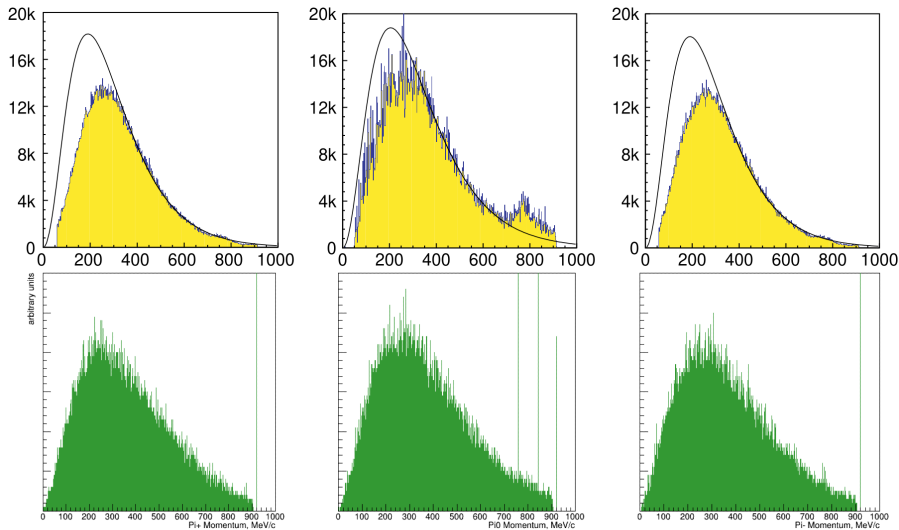 20k 20k 20k
16k 16k 16k
12k 12k 12k
8k 8k 8k
4k 4k 4k
0 0 0
0 200 400 600 800 1000 0 200 400 600 800 1000 0 200 400 600 800 1000
arbitrary units
0 100 200 300 400 500 600 700 800 900 1000 0 100 200 300 400 500 600 700 800 900 1000 0 100 200 300 400 500 600 700 800 900 1000
Pi+ Momentum, MeV/c Pi0 Momentum, MeV/c Pi- Momentum, MeV/c